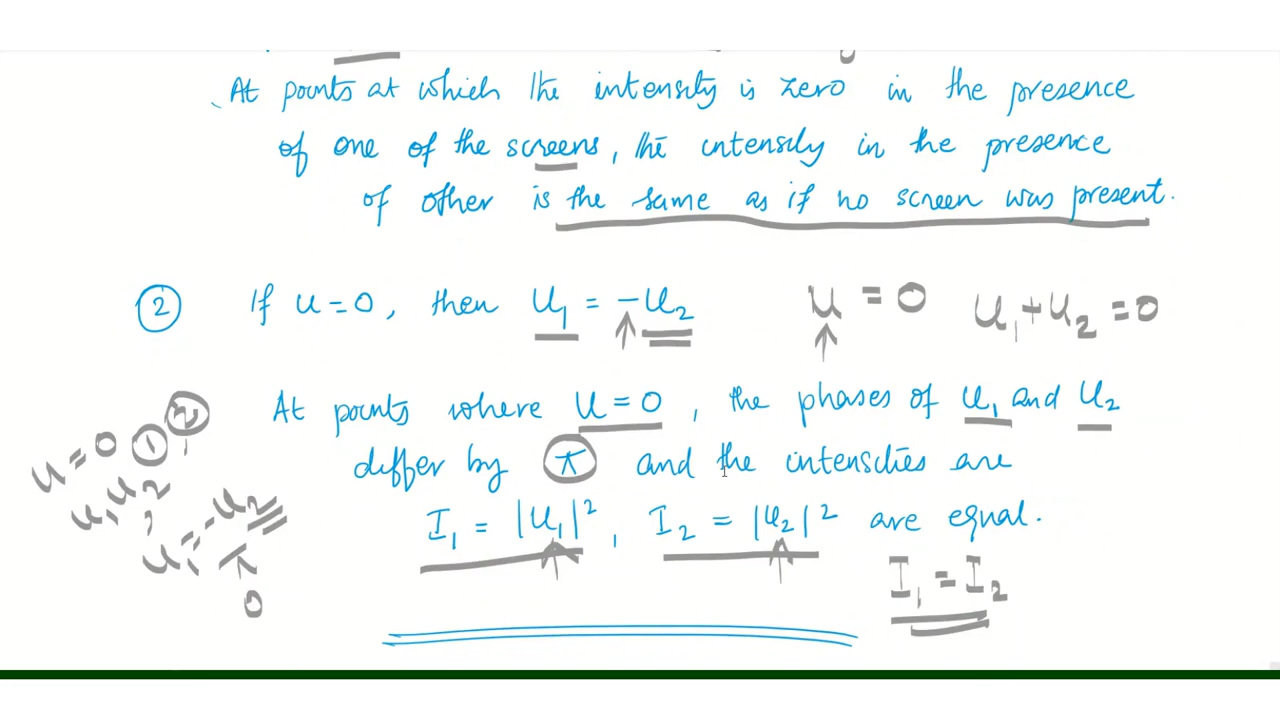 At points at which the intensity is zero in the presence
of one of the screens, the intensity in the presence
of other is the same as if no screen was present.
② If u = 0, then U₁ = -U₂ u = 0 U₁+U₂ = 0
At points where U = 0, the phases of U₁ and U₂
differ by π and the intensities are
I₁ = |U₁|², I₂ = |U₂|² are equal.
I₁ = I₂
u = 0 ① ②
u₁ u₂
u₁ = -u₂
π
0